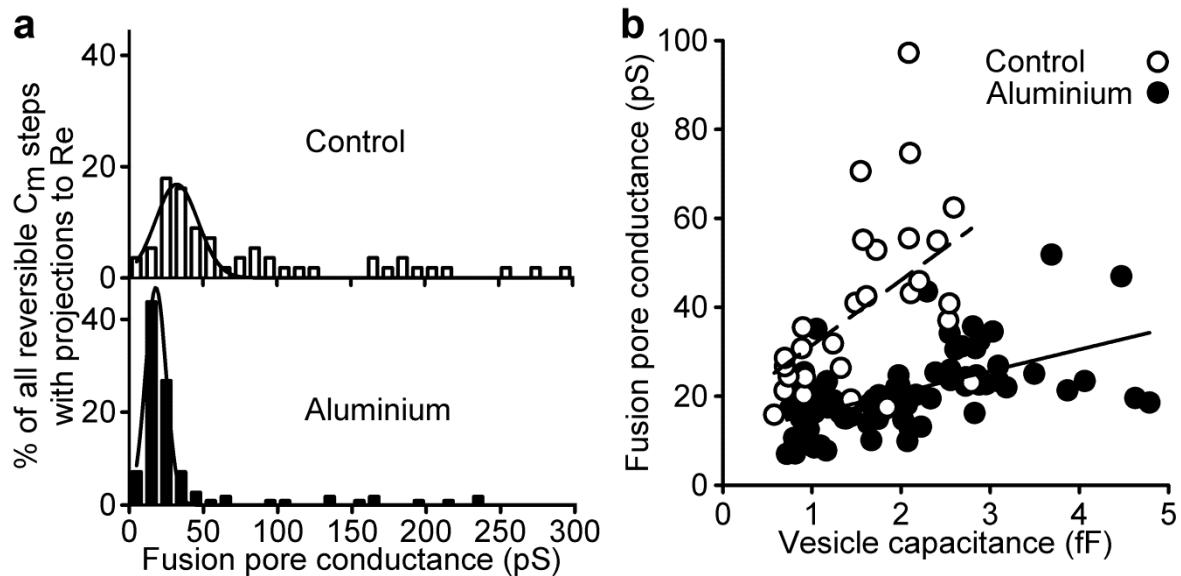 a
% of all reversible Cm steps
with projections to Re
40
20
0
Control
40
20
0
Aluminium
0 50 100 150 200 250 300
Fusion pore conductance (pS)
b
Fusion pore conductance (pS)
100
80
60
40
20
0
Control
Aluminium
1 2 3 4 5
Vesicle capacitance (fF)